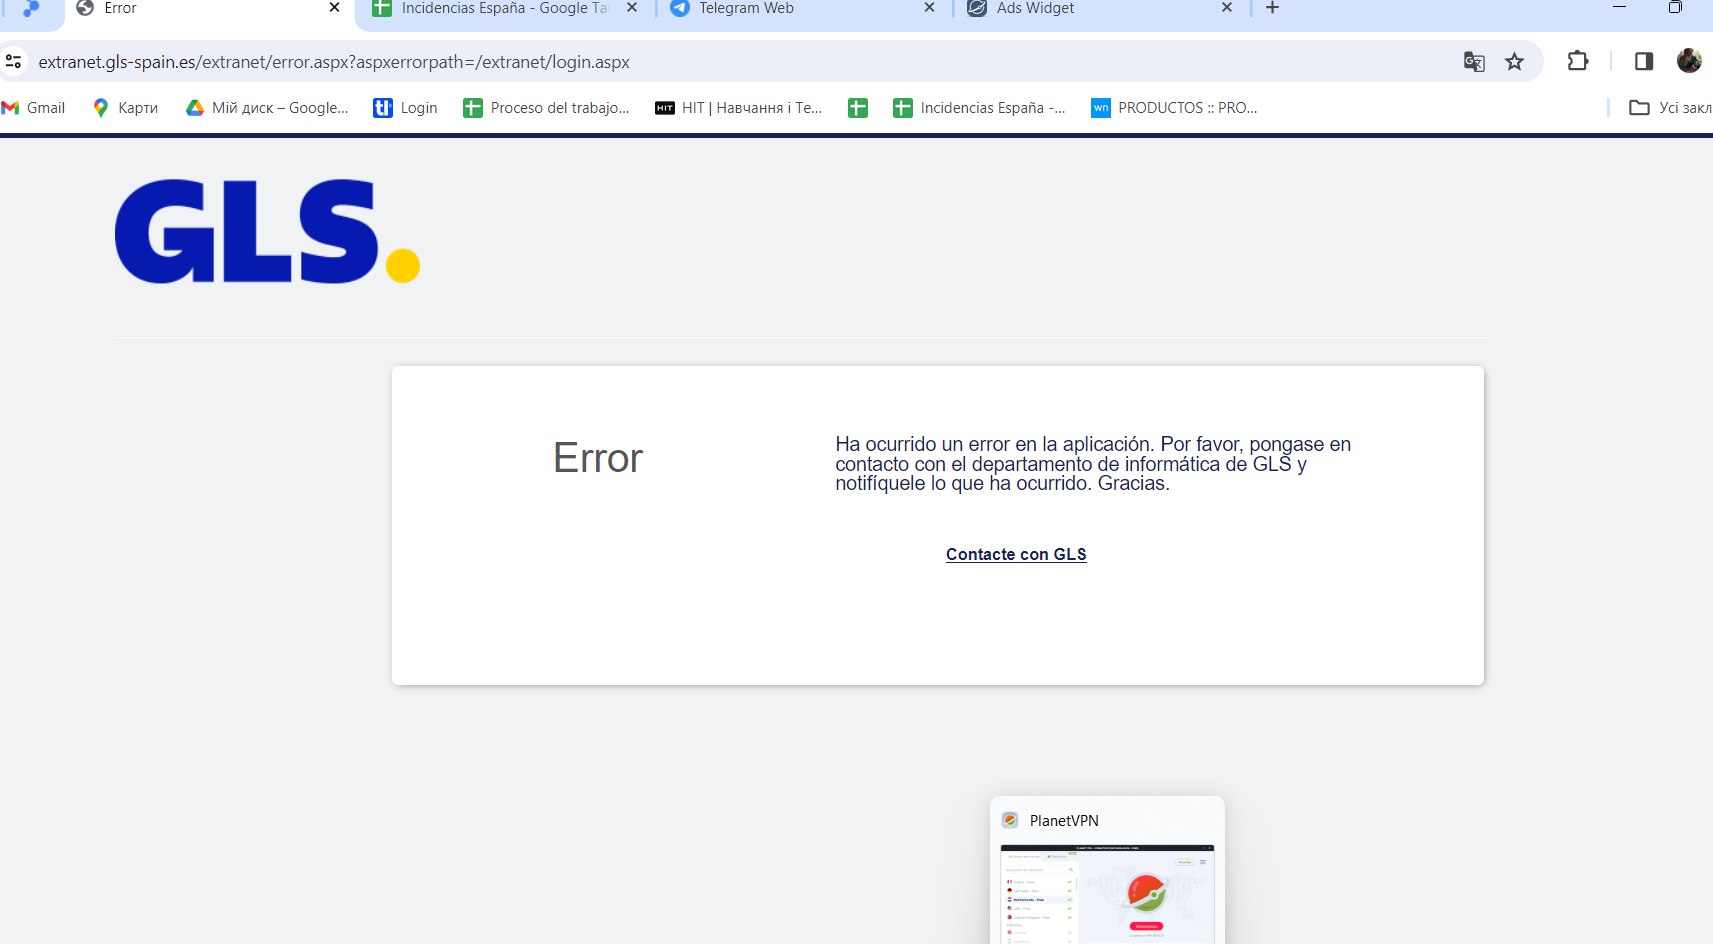 Error
Incidencias España - Google Ta
Telegram Web
Ads Widget
extranet.gls-spain.es/extranet/error.aspx?aspxerrorpath=/extranet/login.aspx
Gmail
Карти
Мій диск – Google...
Login
Proceso del trabajo...
HIT
HIT | Навчання і Те...
Incidencias España -...
wn
PRODUCTOS :: PRO...
Усі закл
GLS.
Error
Ha ocurrido un error en la aplicación. Por favor, pongase en
contacto con el departamento de informática de GLS y
notifíquele lo que ha ocurrido. Gracias.
Contacte con GLS
PlanetVPN